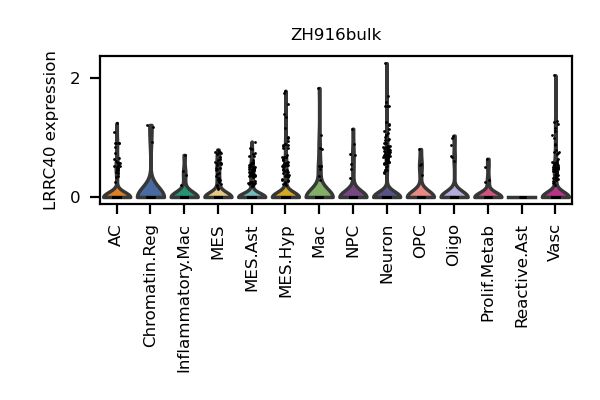 ZH916bulk
LRRC40 expression
2
0
AC
Chromatin.Reg
Inflammatory.Mac
MES
MES.Ast
MES.Hyp
Mac
NPC
Neuron
OPC
Oligo
Prolif.Metab
Reactive.Ast
Vasc